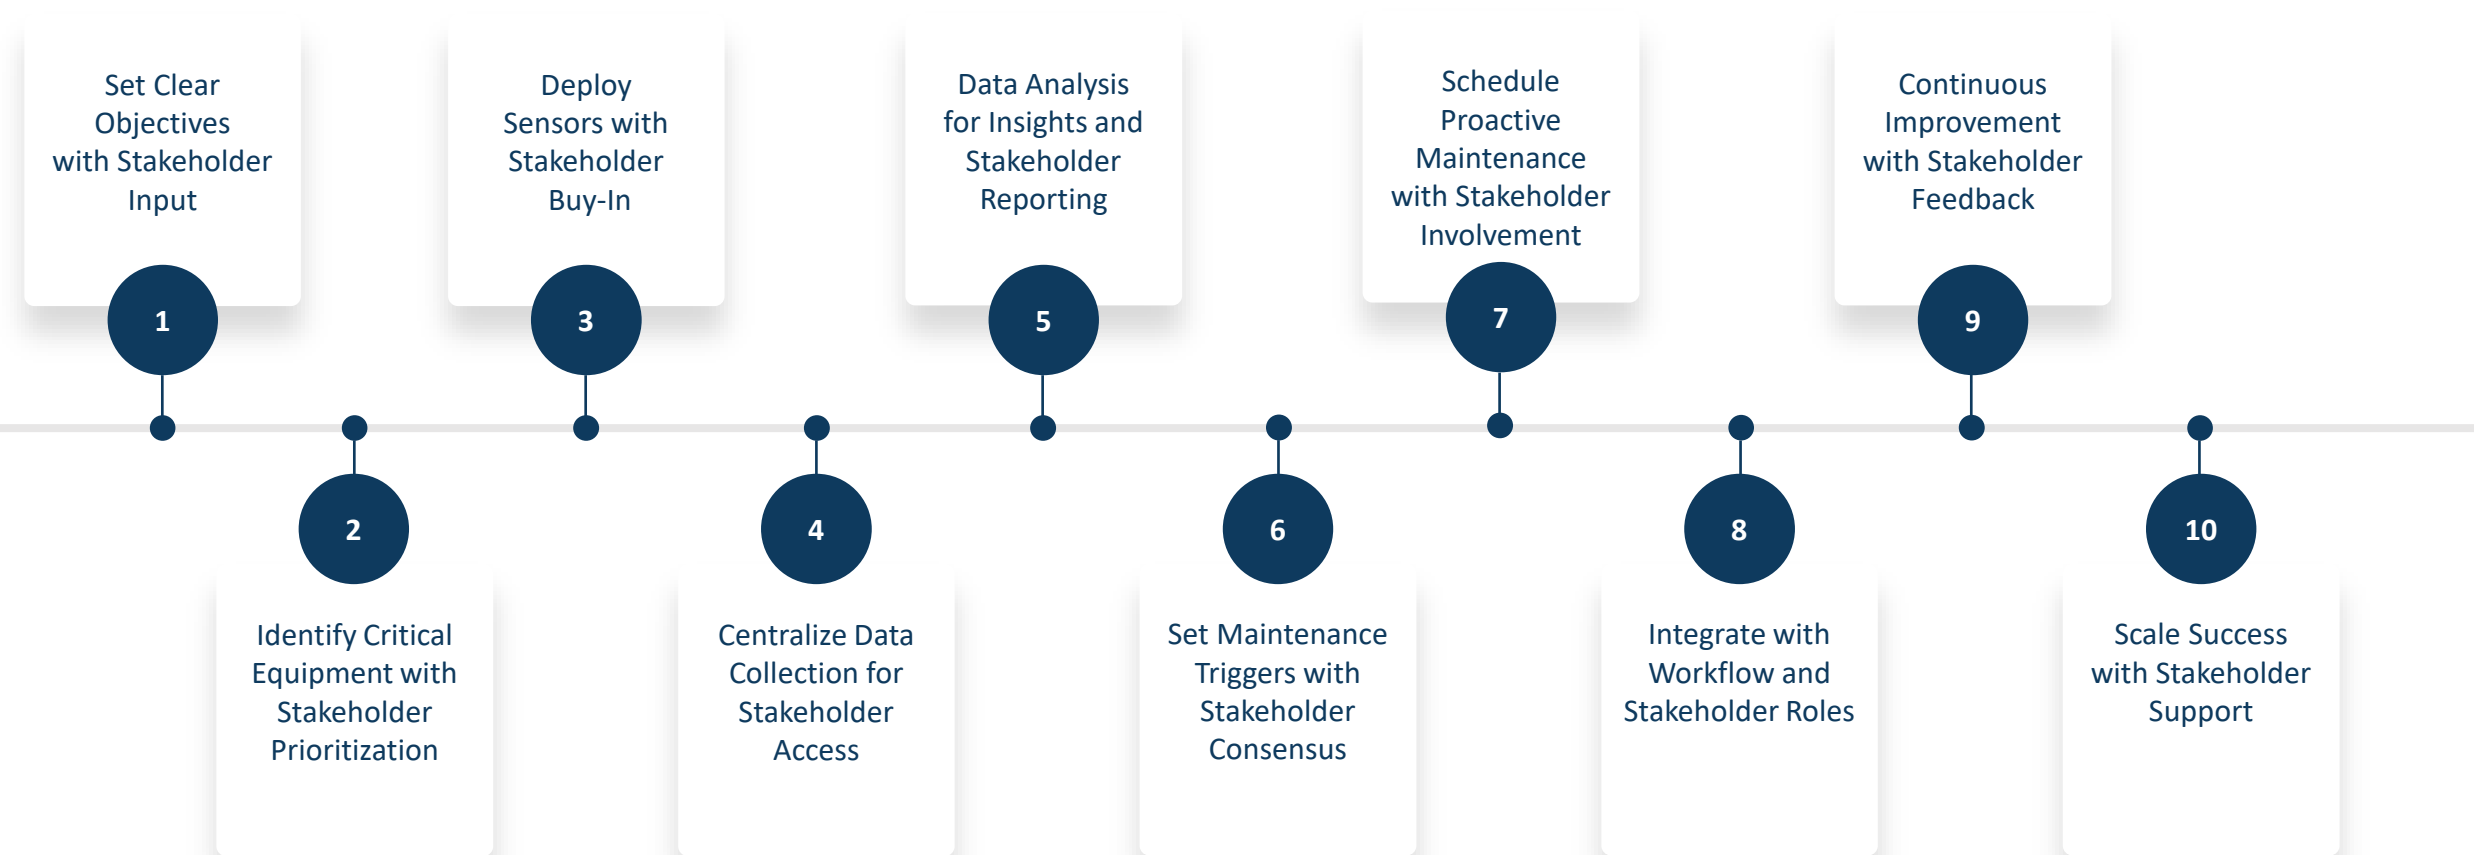 Set Clear
Objectives
with Stakeholder
Input
1
2
Identify Critical
Equipment with
Stakeholder
Prioritization
Deploy
Sensors with
Stakeholder
Buy-In
3
4
Centralize Data
Collection for
Stakeholder
Access
Data Analysis
for Insights and
Stakeholder
Reporting
5
6
Set Maintenance
Triggers with
Stakeholder
Consensus
Schedule
Proactive
Maintenance
with Stakeholder
Involvement
7
8
Integrate with
Workflow and
Stakeholder Roles
Continuous
Improvement
with Stakeholder
Feedback
9
10
Scale Success
with Stakeholder
Support